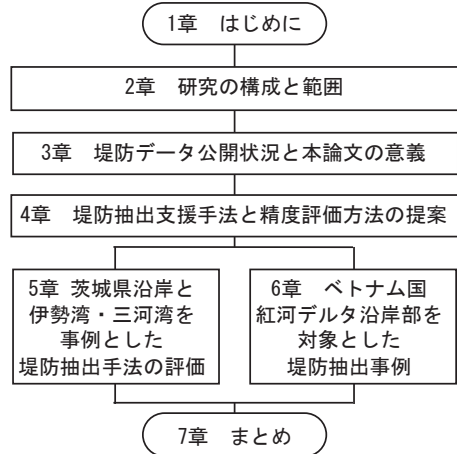 1章　はじめに
2章　研究の構成と範囲
3章　堤防データ公開状況と本論文の意義
4章　堤防抽出支援手法と精度評価方法の提案
5章 茨城県沿岸と
伊勢湾・三河湾を
事例とした
堤防抽出手法の評価
6章　ベトナム国
紅河デルタ沿岸部を
対象とした
堤防抽出事例
7章　まとめ